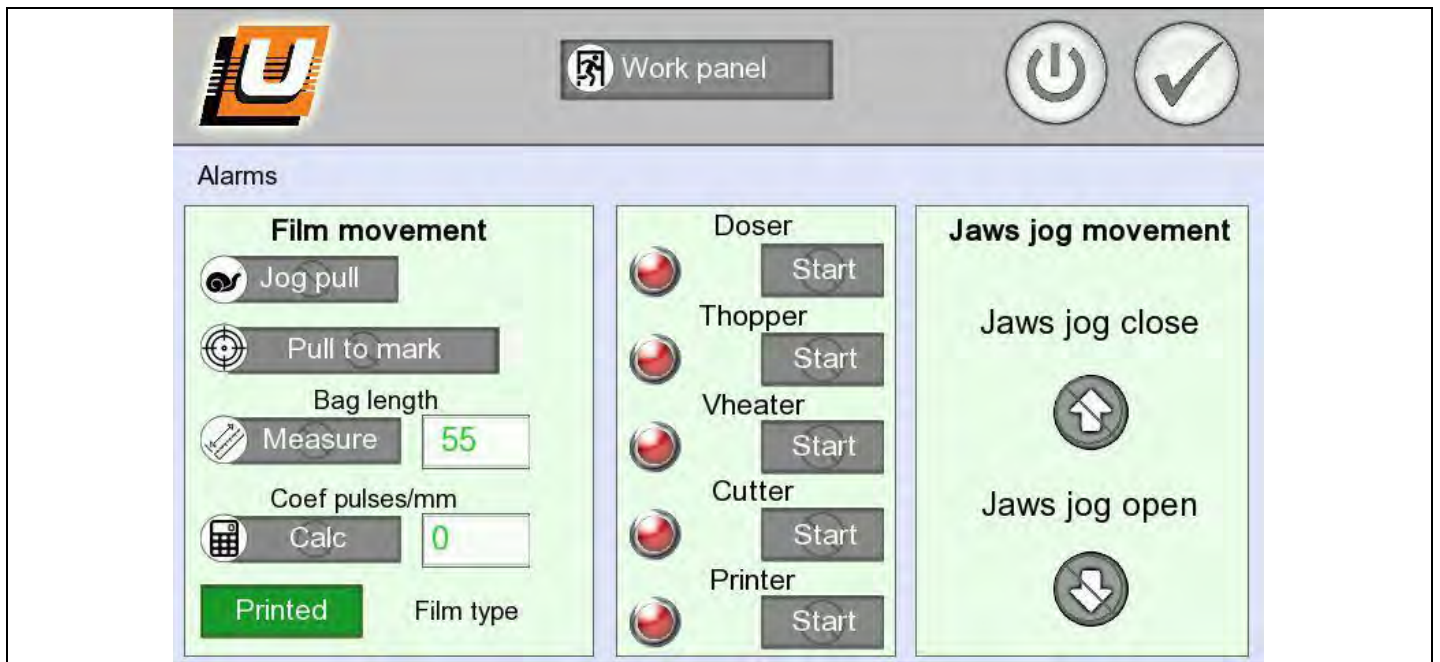 U
Work panel
Alarms
Film movement
Jog pull
Pull to mark
Bag length
Measure 55
Coef pulses/mm
Calc 0
Printed Film type
Doser
Start
Thopper
Start
Vheater
Start
Cutter
Start
Printer
Start
Jaws jog movement
Jaws jog close
Jaws jog open